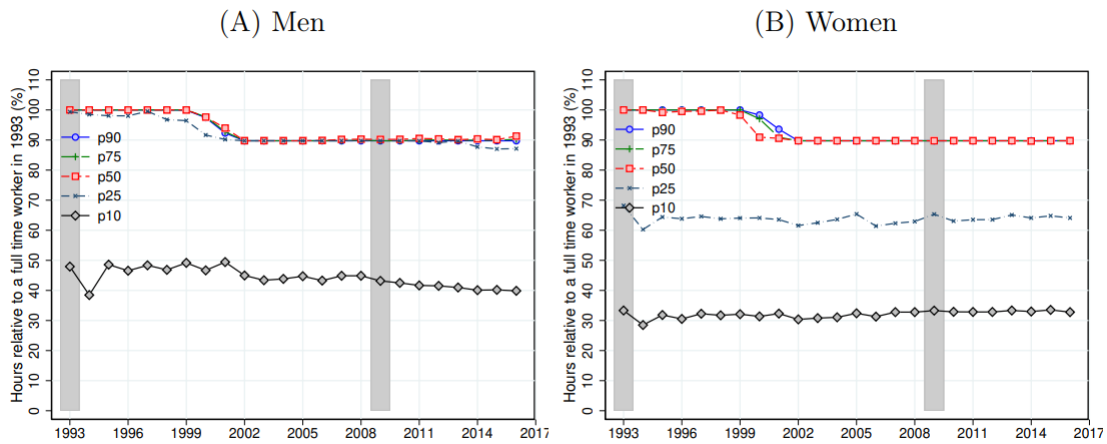 (A) Men
Hours relative to a full time worker in 1993 (%)
110
100
90
80
70
60
50
40
30
20
10
0
p90
p75
p50
p25
p10
1993 1996 1999 2002 2005 2008 2011 2014 2017
(B) Women
Hours relative to a full time worker in 1993 (%)
110
100
90
80
70
60
50
40
30
20
10
0
p90
p75
p50
p25
p10
1993 1996 1999 2002 2005 2008 2011 2014 2017